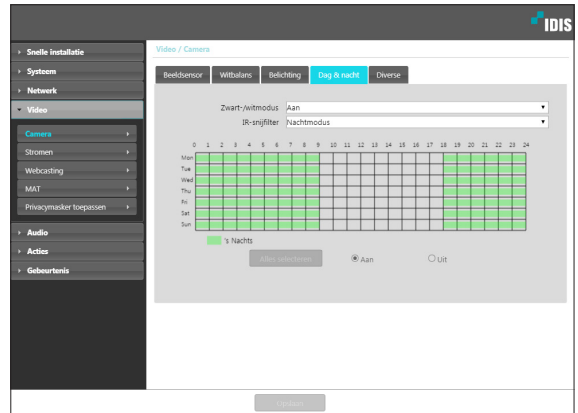 IDIS
Snelle installatie
Systeem
Netwerk
Video
Camera
Stromen
Webcasting
MAT
Privacymasker toepassen
Audio
Acties
Gebeurtenis
Video / Camera
Beeldsensor Witbalans Belichting Dag & nacht Diverse
Zwart-/witmodus Aan
IR-snijfilter Nachtmodus
0 1 2 3 4 5 6 7 8 9 10 11 12 13 14 15 16 17 18 19 20 21 22 23 24
Mon
Tue
Wed
Thu
Fri
Sat
Sun
's Nachts
Alles selecteren Aan Uit